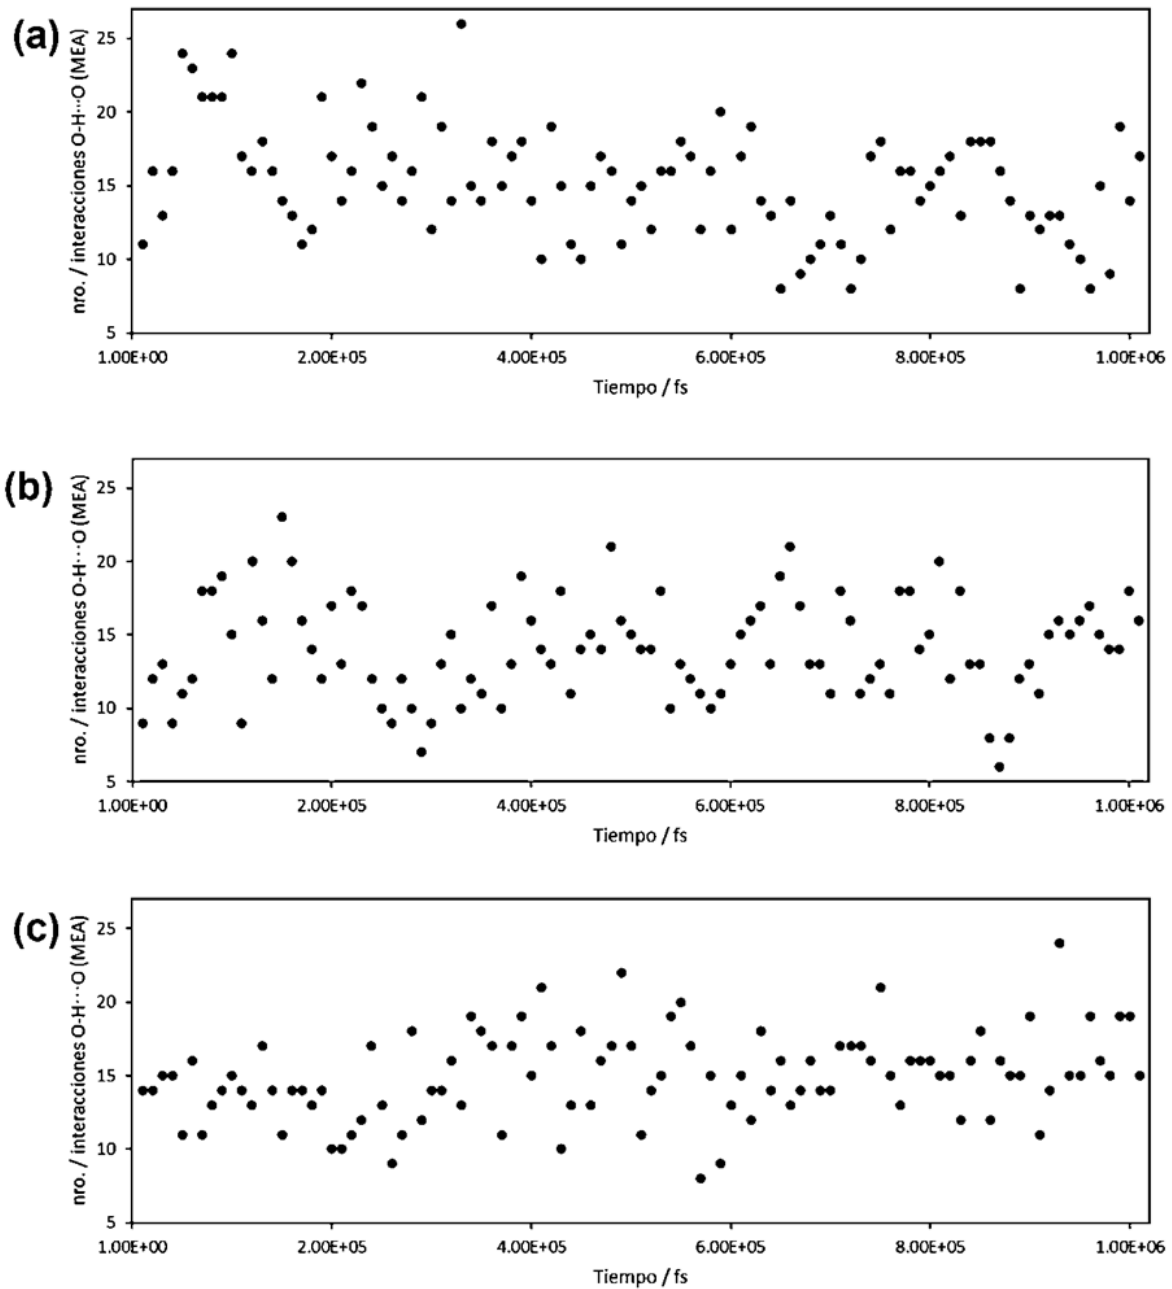 (a)
nro. / interacciones O-H···O (MEA)
25
20
15
10
5
1.00E+00 2.00E+05 4.00E+05 6.00E+05 8.00E+05 1.00E+06
Tiempo / fs
(b)
nro. / interacciones O-H···O (MEA)
25
20
15
10
5
1.00E+00 2.00E+05 4.00E+05 6.00E+05 8.00E+05 1.00E+06
Tiempo / fs
(c)
nro. / interacciones O-H···O (MEA)
25
20
15
10
5
1.00E+00 2.00E+05 4.00E+05 6.00E+05 8.00E+05 1.00E+06
Tiempo / fs